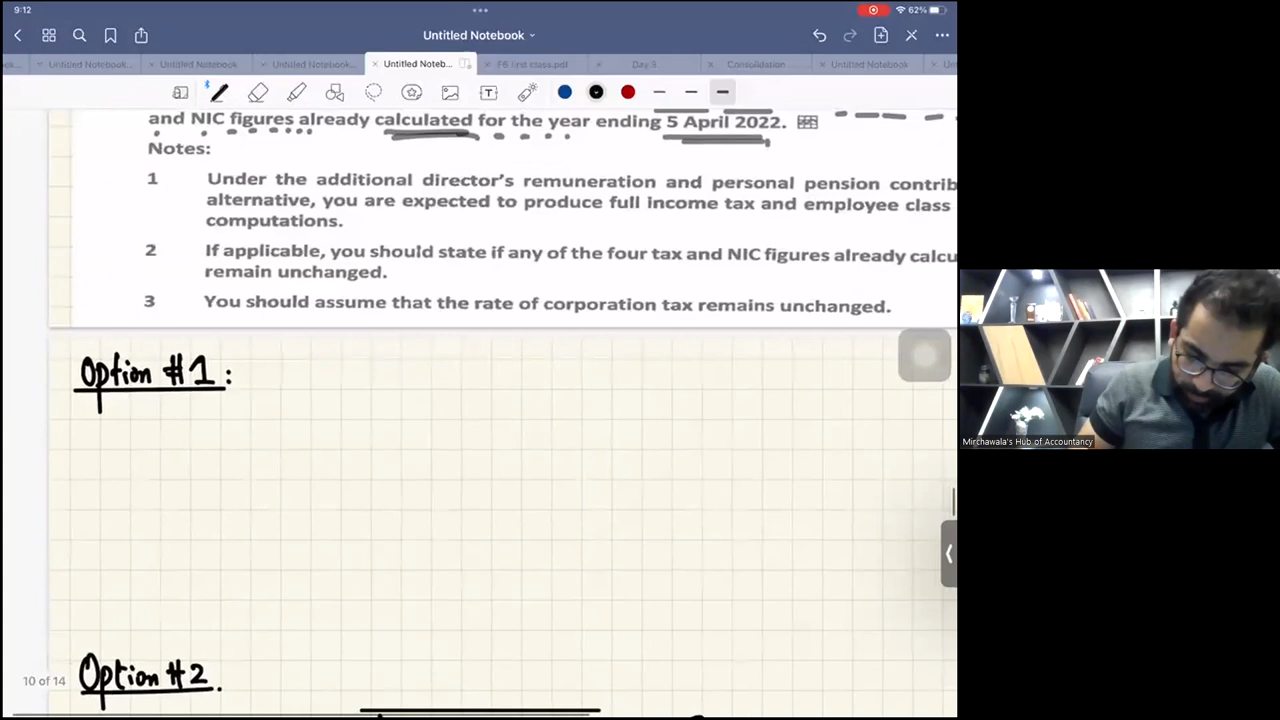 9:12
62%
Untitled Notebook
Untitled Notebook...
Untitled Notebook
Untitled Notebook...
Untitled Noteb...
F6 first class.pdf
Day 3
Consolidation
Untitled Notebook
and NIC figures already calculated for the year ending 5 April 2022.
Notes:
1 Under the additional director's remuneration and personal pension contrib
alternative, you are expected to produce full income tax and employee class
computations.
2 If applicable, you should state if any of the four tax and NIC figures already calcu
remain unchanged.
3 You should assume that the rate of corporation tax remains unchanged.
Option #1:
Option #2.
10 of 14
Mirchawala's Hub of Accountancy